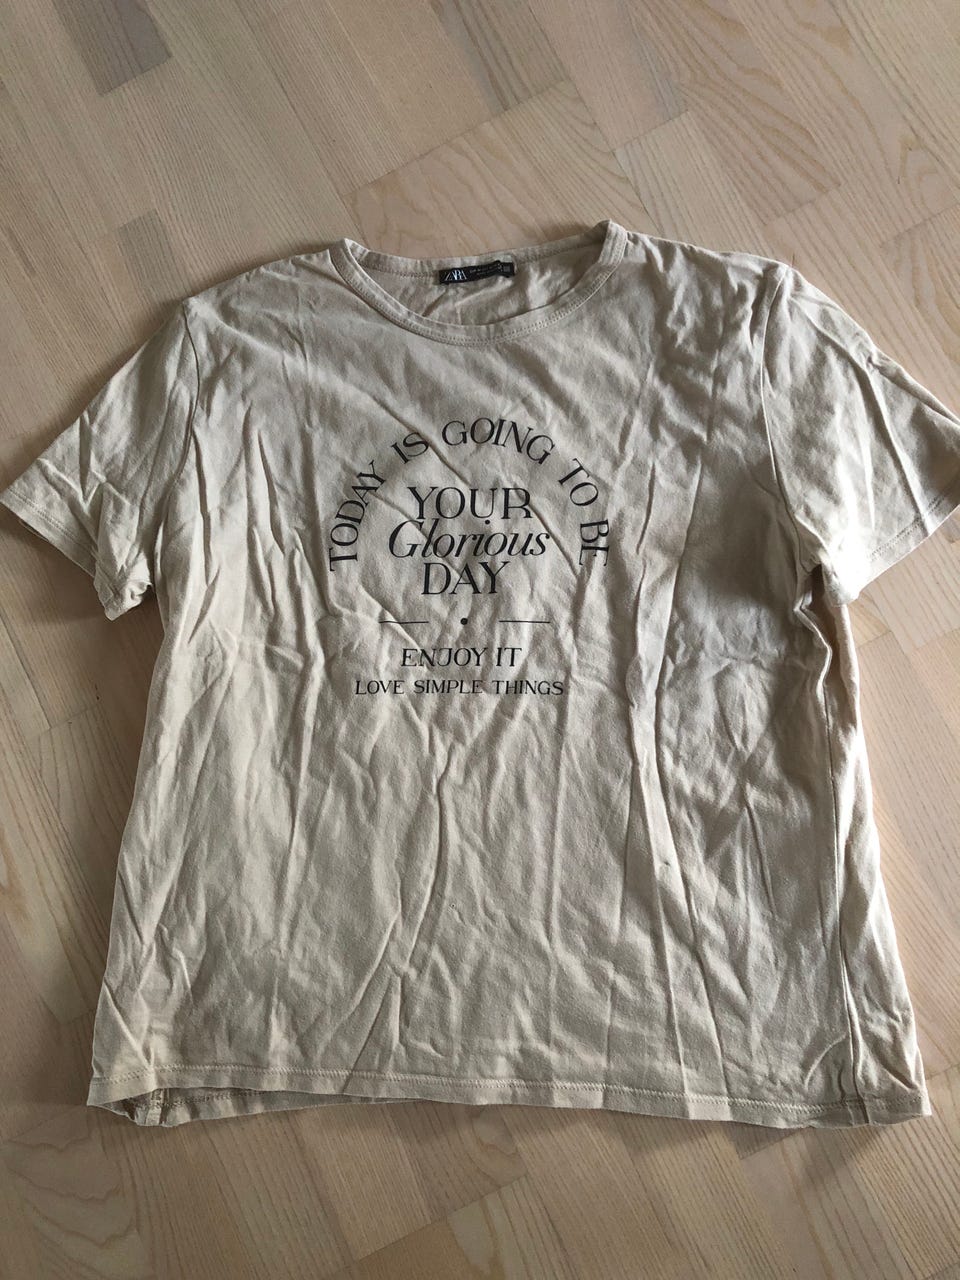 ZARA
TODAY IS GOING TO BE
YOUR
Glorious
DAY
ENJOY IT
LOVE SIMPLE THINGS